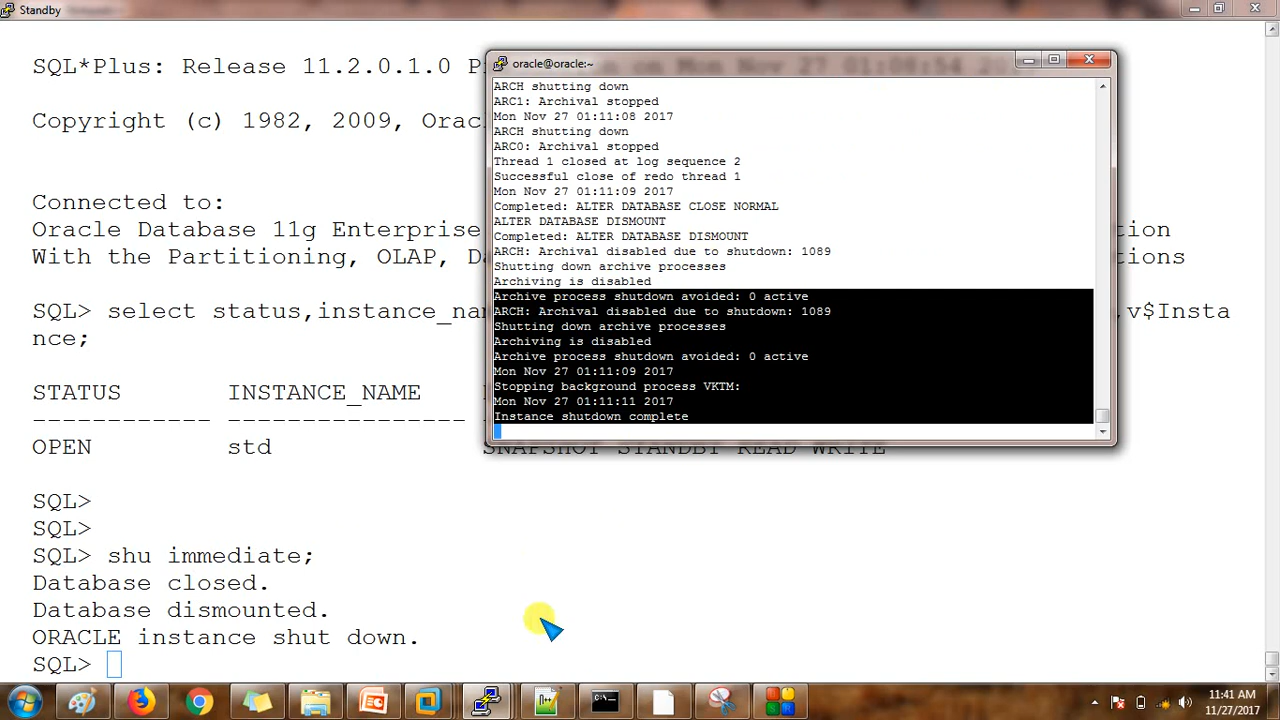 Standby
SQL*Plus: Release 11.2.0.1.0
Copyright (c) 1982, 2009,
Connected to:
Oracle Database 11g Enterprise
With the Partitioning, OLAP,
SQL> select status,instance_
,v$Insta
nce;
STATUS INSTANCE_NAME
------------ ----------------
OPEN std SNAPSHOT STANDBY READ WRITE
SQL>
SQL>
SQL> shu immediate;
Database closed.
Database dismounted.
ORACLE instance shut down.
SQL>
oracle@oracle:~
ARCH shutting down
ARC1: Archival stopped
Mon Nov 27 01:11:08 2017
ARCH shutting down
ARC0: Archival stopped
Thread 1 closed at log sequence 2
Successful close of redo thread 1
Mon Nov 27 01:11:09 2017
Completed: ALTER DATABASE CLOSE NORMAL
ALTER DATABASE DISMOUNT
Completed: ALTER DATABASE DISMOUNT
ARCH: Archival disabled due to shutdown: 1089
Shutting down archive processes
Archiving is disabled
Archive process shutdown avoided: 0 active
ARCH: Archival disabled due to shutdown: 1089
Shutting down archive processes
Archiving is disabled
Archive process shutdown avoided: 0 active
Mon Nov 27 01:11:09 2017
Stopping background process VKTM:
Mon Nov 27 01:11:11 2017
Instance shutdown complete
11:41 AM
11/27/2017